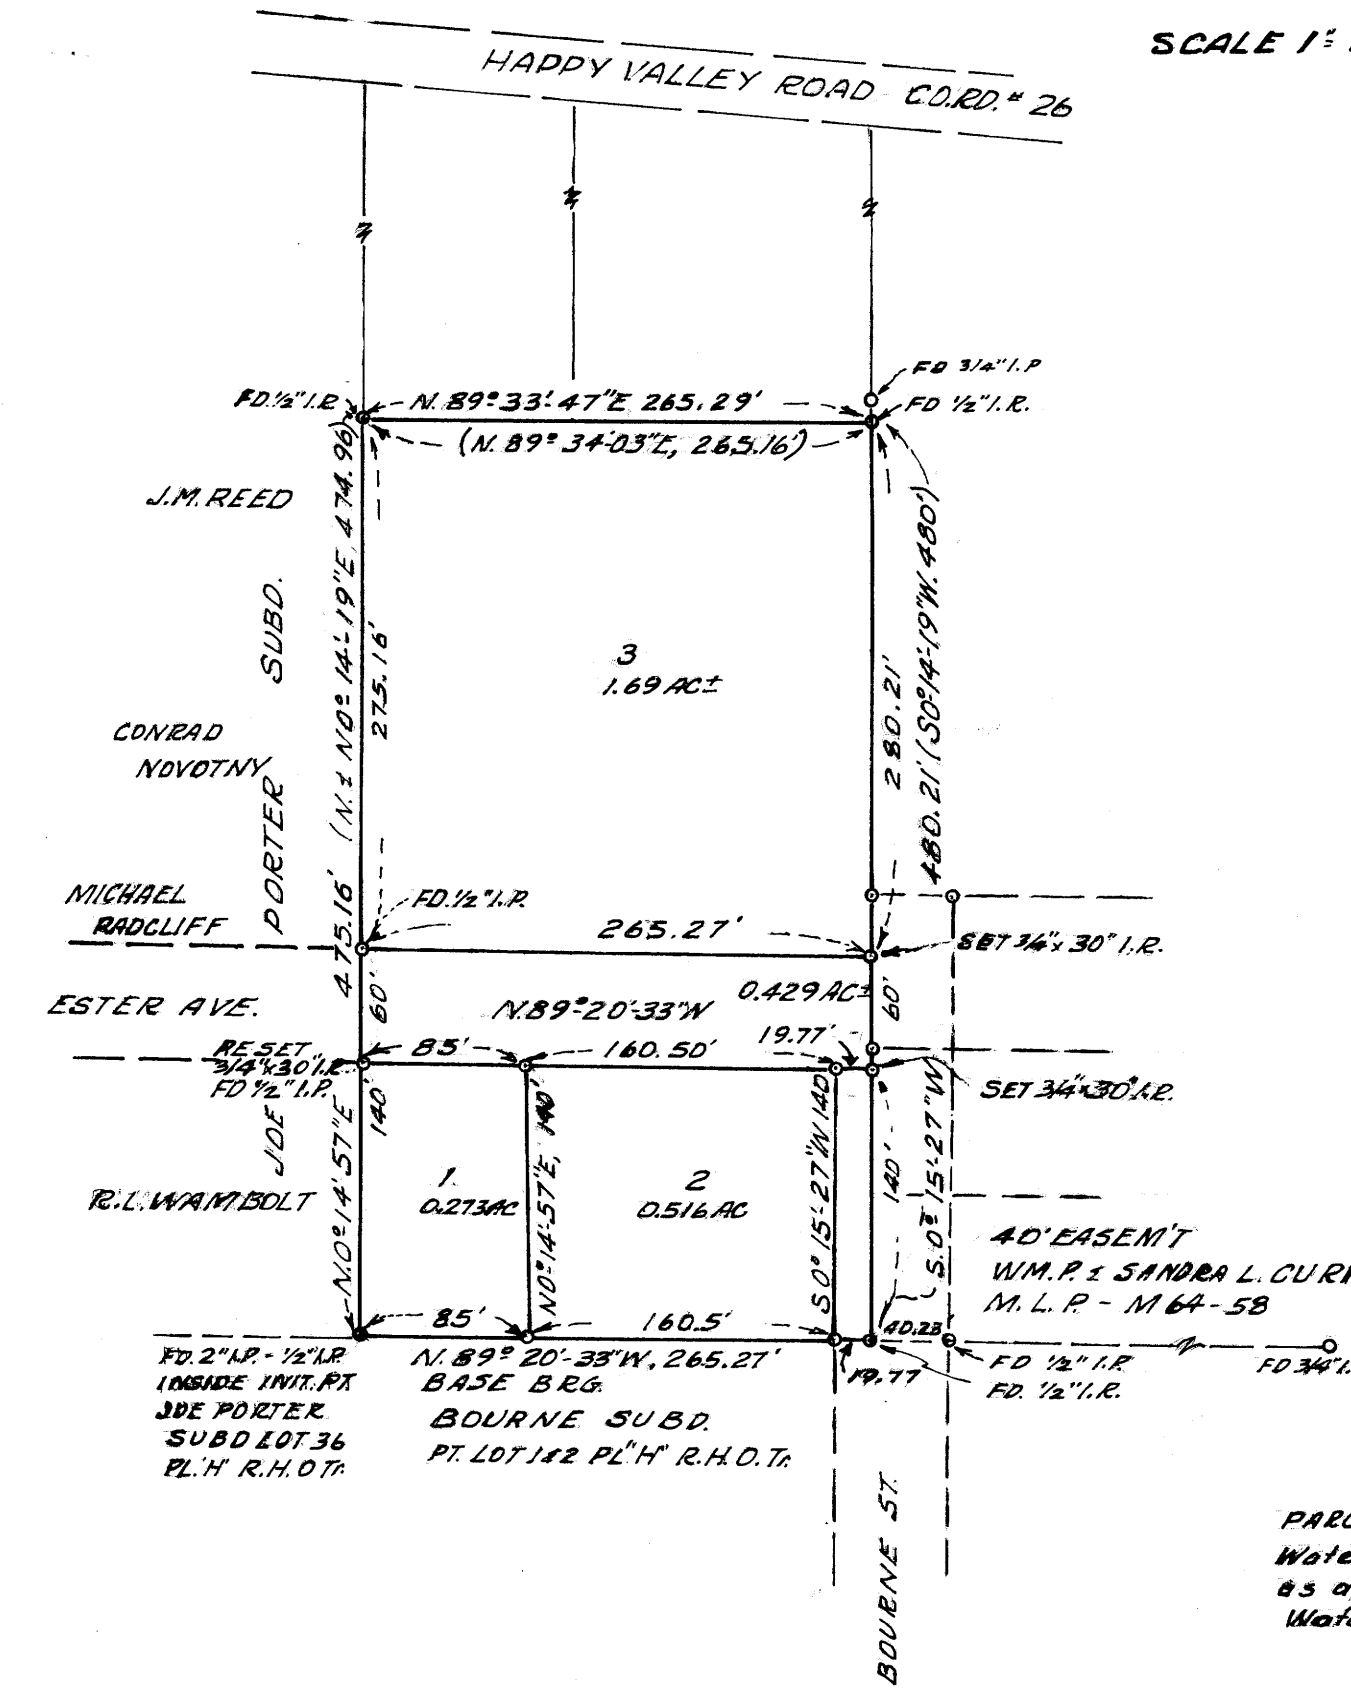 SCALE 1"=
HAPPY VALLEY ROAD CO.RD. # 26
FD 3/4" I.P
FD. 1/2" I.R
N. 89°-33'-47"E 265.29'
FD 1/2" I.R.
(N. 89° 34'-03"E, 265.16')
J.M. REED
(N. & N0°-14'-19"E, 474.96)
475.16'
275.16'
3
1.69 AC±
280.21'
480.21' (S0°-14'-19"W. 480')
CONRAD
NOVOTNY
JOE PORTER SUBD.
MICHAEL
RADCLIFF
FD. 1/2" I.P.
265.27'
SET 3/4"x 30" I.R.
ESTER AVE.
60'
N.89°-20'-33"W
0.429 AC±
60'
RESET
3/4"x30" I.R.
FD 1/2" I.P.
85'
160.50'
19.77'
SET 3/4"x30" I.R.
N.0°-14'-57"E
140'
1
0.273 AC
N0°-14'-57"E, 140'
2
0.516 AC
S0°-15'-27"W 140'
140'
S.0°-15'-27"W
R.L. WAMBOLT
40' EASEM'T
WM. P. & SANDRA L. CURR
M.L.P. - M 64-58
85'
160.5'
40.23
19.77
FD. 2" I.P. - 1/2" I.P.
INSIDE INIT. PT
JOE PORTER
SUBD LOT 36
PL. "H" R.H.O Tr.
N. 89° 20'-33"W, 265.27'
BASE BRG.
BOURNE SUBD.
PT. LOT 1&2 PL "H" R.H.O. Tr.
FD 1/2" I.P.
FD. 1/2" I.R.
FD 3/4" I.
BOURNE ST.
PARC
Wate
as a
Wate